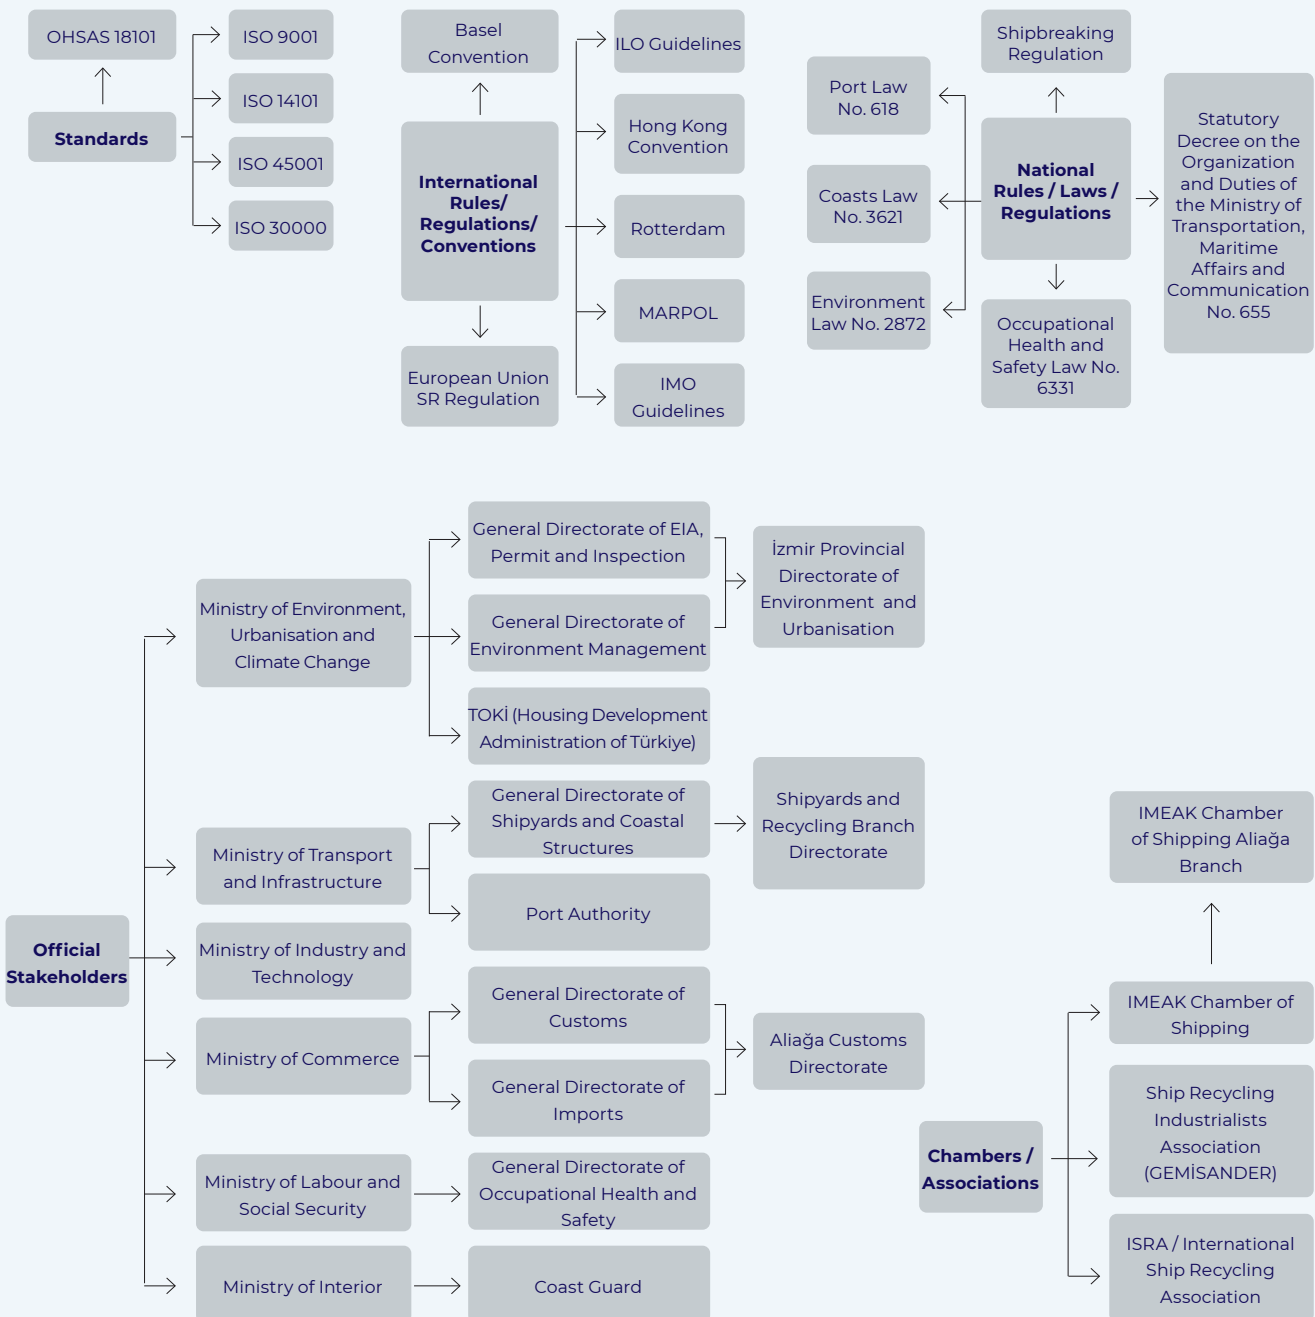 OHSAS 18101
Standards
ISO 9001
ISO 14101
ISO 45001
ISO 30000
Basel
Convention
International
Rules/
Regulations/
Conventions
European Union
SR Regulation
ILO Guidelines
Hong Kong
Convention
Rotterdam
MARPOL
IMO
Guidelines
Port Law
No. 618
Coasts Law
No. 3621
Environment
Law No. 2872
Shipbreaking
Regulation
National
Rules / Laws /
Regulations
Occupational
Health and
Safety Law No.
6331
Statutory
Decree on the
Organization
and Duties of
the Ministry of
Transportation,
Maritime
Affairs and
Communication
No. 655
Official
Stakeholders
Ministry of Environment,
Urbanisation and
Climate Change
General Directorate of EIA,
Permit and Inspection
General Directorate of
Environment Management
TOKİ (Housing Development
Administration of Türkiye)
İzmir Provincial
Directorate of
Environment and
Urbanisation
Ministry of Transport
and Infrastructure
General Directorate of
Shipyards and Coastal
Structures
Port Authority
Shipyards and
Recycling Branch
Directorate
Ministry of Industry and
Technology
Ministry of Commerce
General Directorate of
Customs
General Directorate of
Imports
Aliağa Customs
Directorate
Ministry of Labour and
Social Security
General Directorate of
Occupational Health and
Safety
Ministry of Interior
Coast Guard
Chambers /
Associations
IMEAK Chamber
of Shipping Aliağa
Branch
IMEAK Chamber of
Shipping
Ship Recycling
Industrialists
Association
(GEMİSANDER)
ISRA / International
Ship Recycling
Association